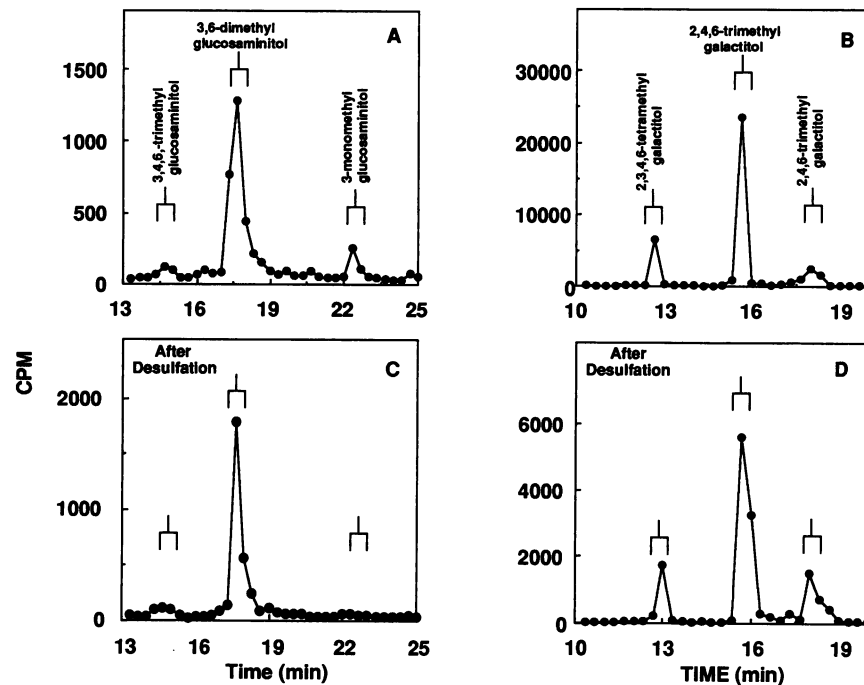 A
3,6-dimethyl
glucosaminitol
3,4,6,-trimethyl
glucosaminitol
3-monomethyl
glucosaminitol
1500
1000
500
0
13 16 19 22 25
B
2,4,6-trimethyl
galactitol
2,3,4,6-tetramethyl
galactitol
2,4,6-trimethyl
galactitol
30000
20000
10000
0
10 13 16 19
CPM
After
Desulfation
C
2000
1000
0
13 16 19 22 25
Time (min)
After
Desulfation
D
6000
4000
2000
0
10 13 16 19
TIME (min)